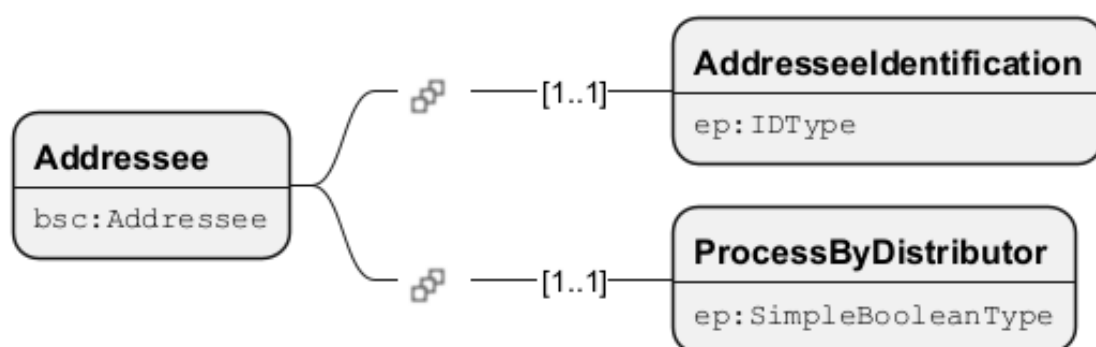 Addressee
bsc:Addressee
[1..1]
AddresseeIdentification
ep:IDType
[1..1]
ProcessByDistributor
ep:SimpleBooleanType